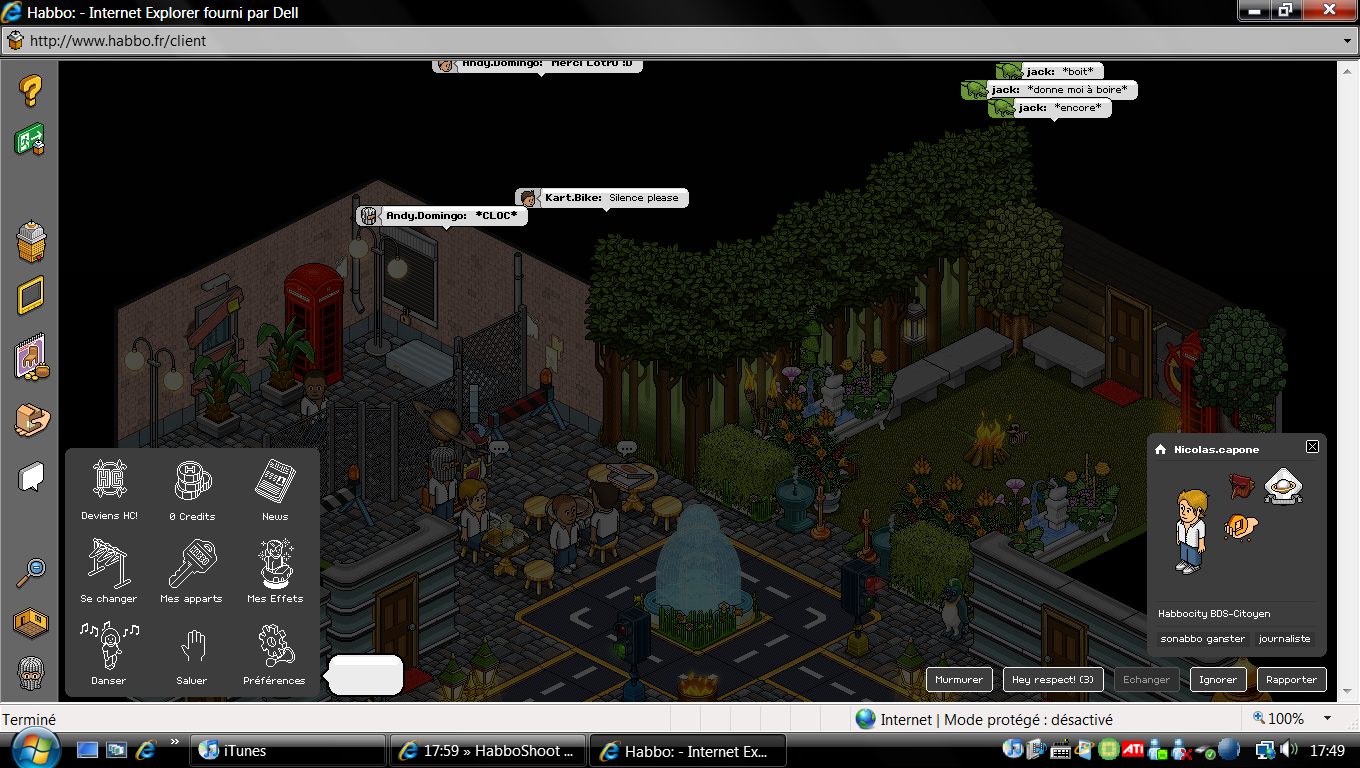 Habbo: - Internet Explorer fourni par Dell
http://www.habbo.fr/client
Andy.Domingo: Merci Lotro :D
jack: *boit*
jack: *donne moi à boire*
jack: *encore*
Kart.Bike: Silence please
Andy.Domingo: *CLOC*
Deviens HC!
0 Credits
News
Se changer
Mes apparts
Mes Effets
Danser
Saluer
Préférences
Nicolas.capone
Habbocity BDS-Citoyen
sonabbo ganster
journaliste
Murmurer
Hey respect! (3)
Echanger
Ignorer
Rapporter
Terminé
Internet | Mode protégé : désactivé
100%
iTunes
17:59 » HabboShoot ...
Habbo: - Internet Ex...
ATI
17:49